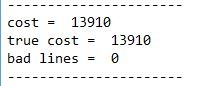 -----------------------
cost =  13910
true cost =  13910
bad lines =  0
-----------------------